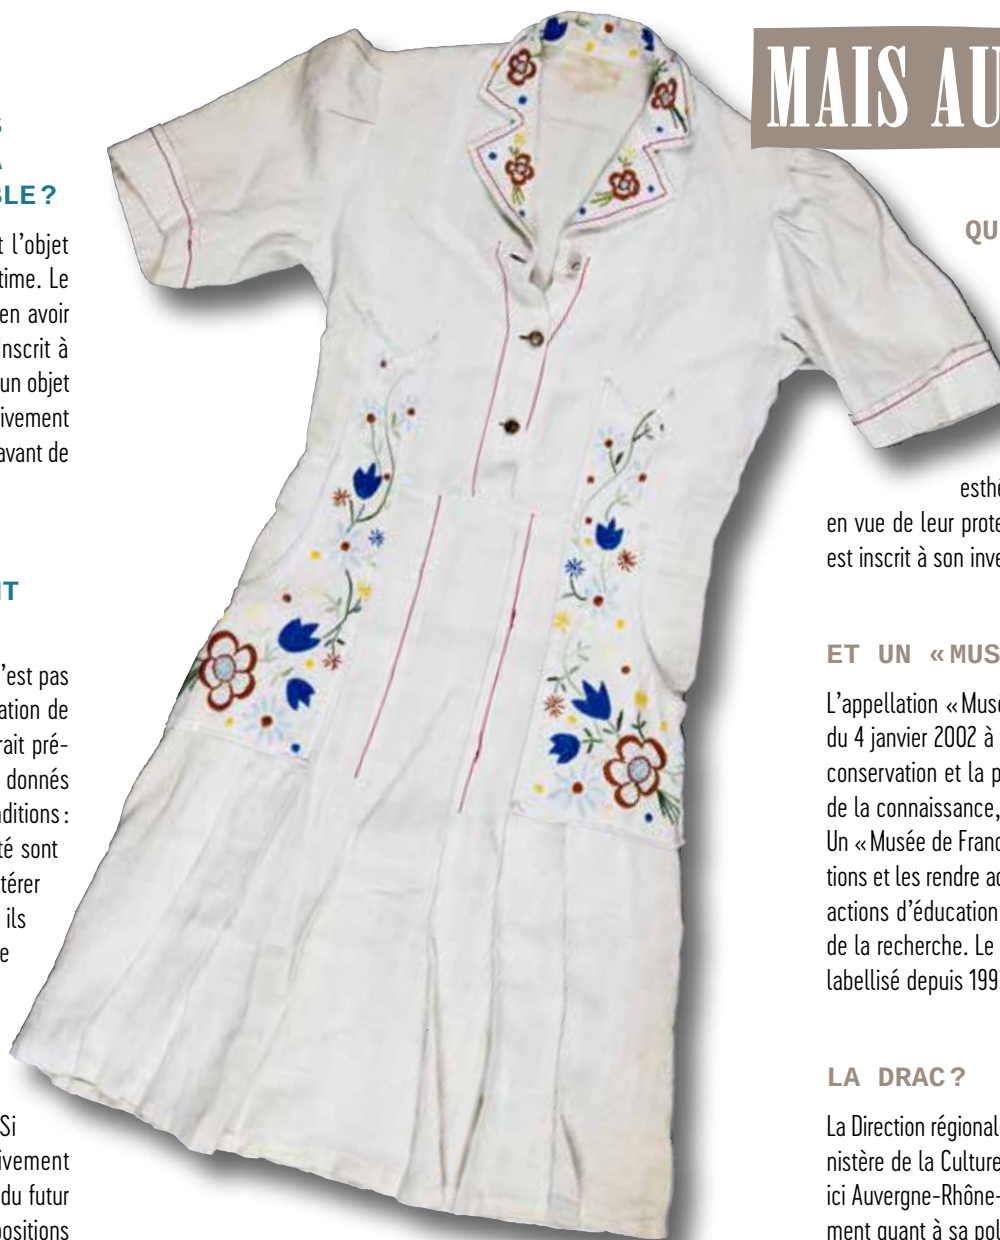 MAIS AU
BLE ?
t l’objet
time. Le
en avoir
nscrit à
un objet
ivement
avant de
NT
’est pas
ation de
rait pré-
donnés
nditions :
té sont
térer
ils
e
Si
ivement
du futur
positions
QU
esthé
en vue de leur prote
est inscrit à son inve
ET UN « MUS
L’appellation « Musé
du 4 janvier 2002 à
conservation et la p
de la connaissance,
Un « Musée de Franc
tions et les rendre ac
actions d’éducation
de la recherche. Le
labellisé depuis 199
LA DRAC ?
La Direction régional
nistère de la Culture
ici Auvergne-Rhône-
ment quant à sa pol